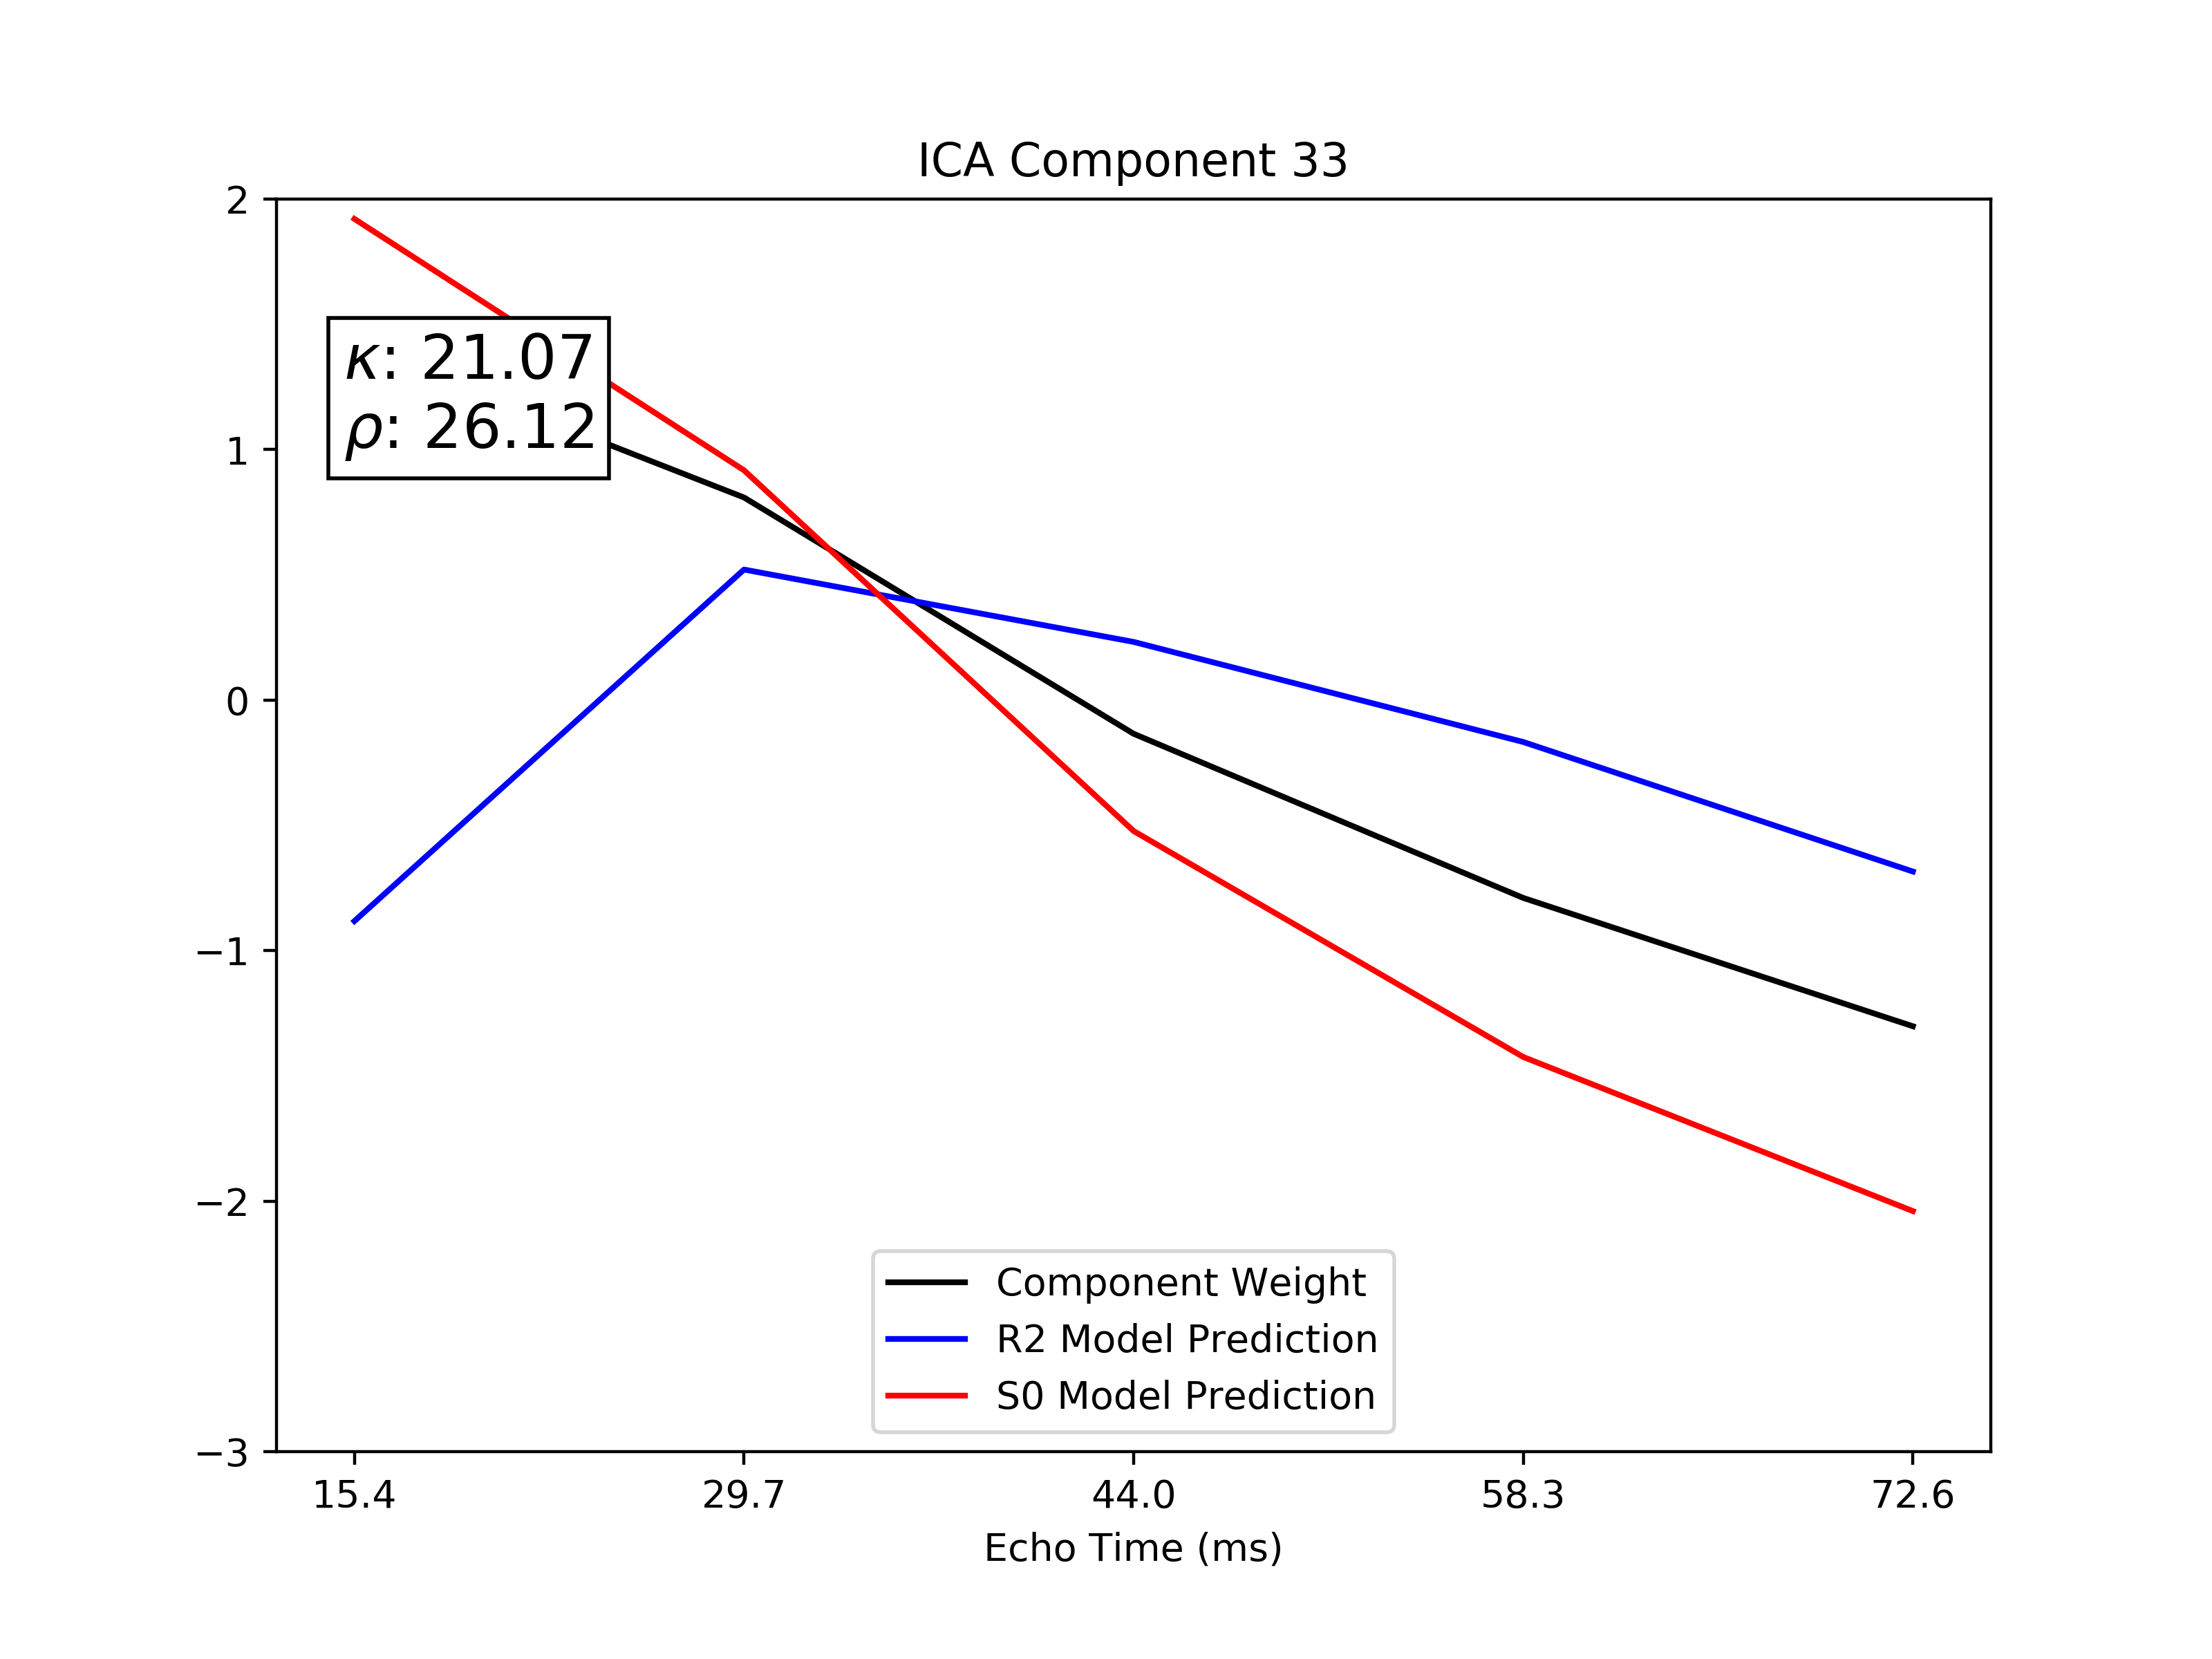 ICA Component 33
2
1
0
−1
−2
−3
κ: 21.07
ρ: 26.12
Component Weight
R2 Model Prediction
S0 Model Prediction
15.4 29.7 44.0 58.3 72.6
Echo Time (ms)